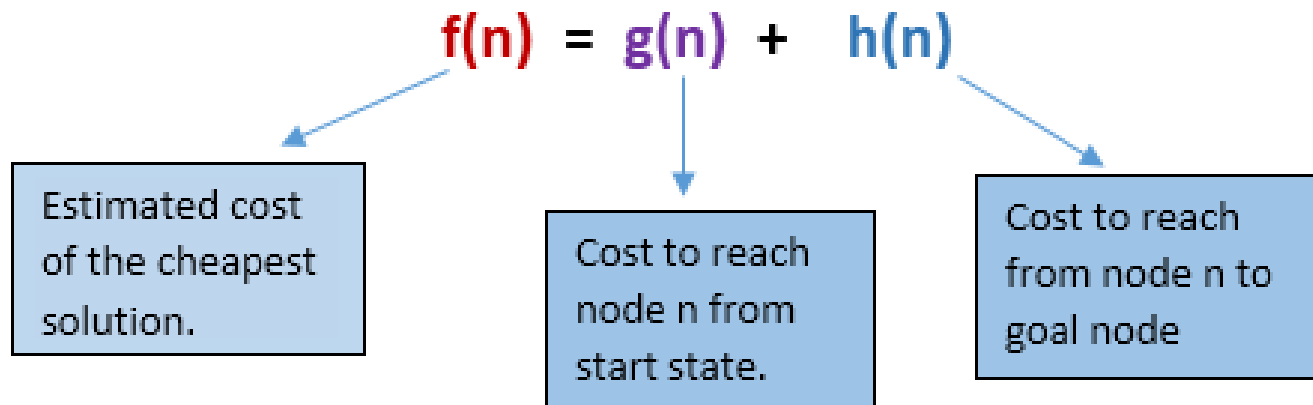 f(n) = g(n) + h(n)
Estimated cost
of the cheapest
solution.
Cost to reach
node n from
start state.
Cost to reach
from node n to
goal node